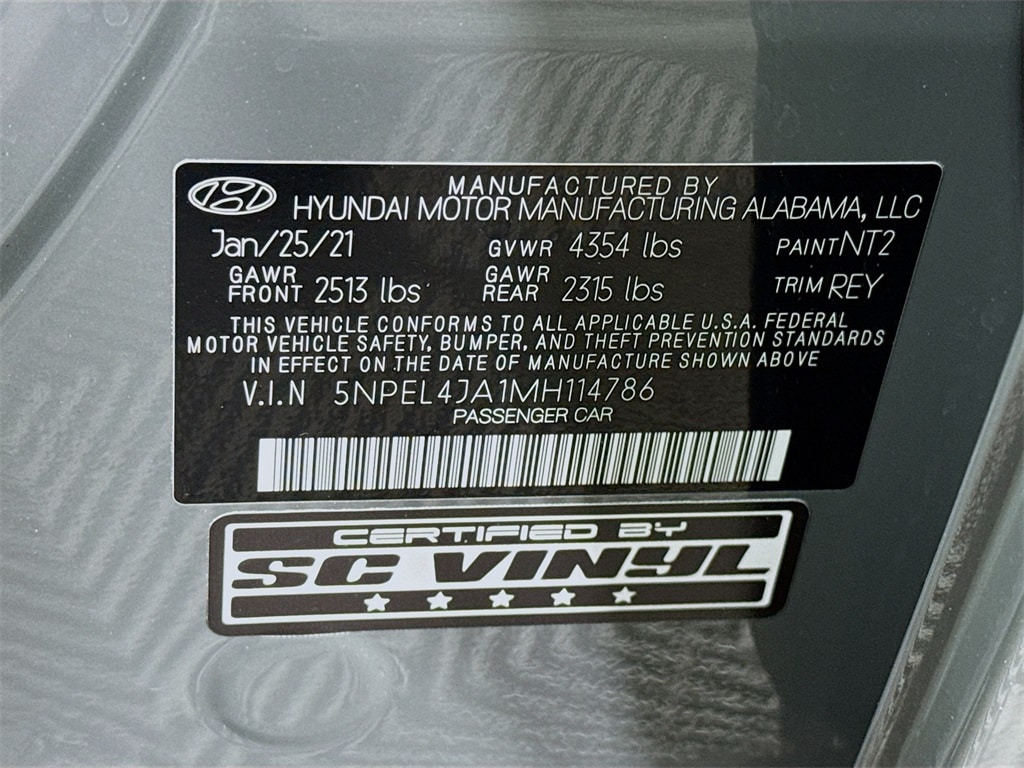 MANUFACTURED BY
HYUNDAI MOTOR MANUFACTURING ALABAMA, LLC
Jan/25/21 GVWR 4354 lbs PAINT NT2
GAWR FRONT 2513 lbs GAWR REAR 2315 lbs TRIM REY
THIS VEHICLE CONFORMS TO ALL APPLICABLE U.S.A. FEDERAL
MOTOR VEHICLE SAFETY, BUMPER, AND THEFT PREVENTION STANDARDS
IN EFFECT ON THE DATE OF MANUFACTURE SHOWN ABOVE
V.I.N 5NPEL4JA1MH114786
PASSENGER CAR
CERTIFIED BY
SC VINYL